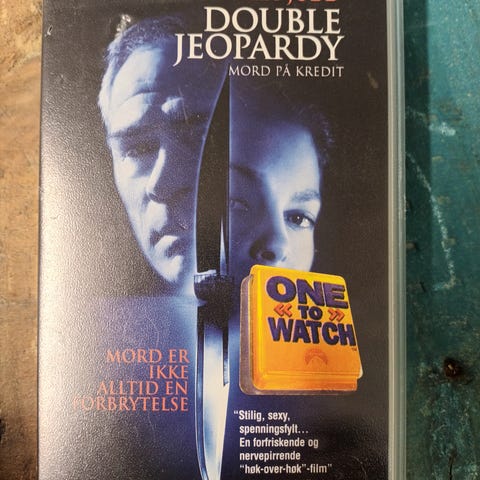 DOUBLE
JEOPARDY
MORD PÅ KREDIT
ONE
« TO »
WATCH™
MORD ER
IKKE
ALLTID EN
FORBRYTELSE
"Stilig, sexy,
spenningsfylt...
En forfriskende og
nervepirrende
"høk-over-høk"-film"